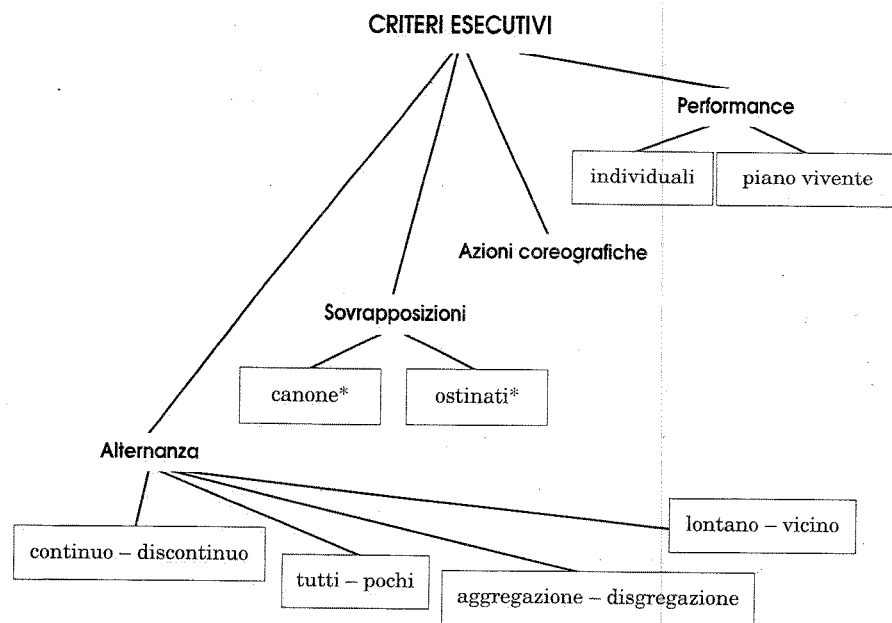 CRITERI ESECUTIVI
Performance
individuali
piano vivente
Azioni coreografiche
Sovrapposizioni
canone*
ostinati*
Alternanza
continuo – discontinuo
tutti – pochi
aggregazione – disgregazione
lontano – vicino